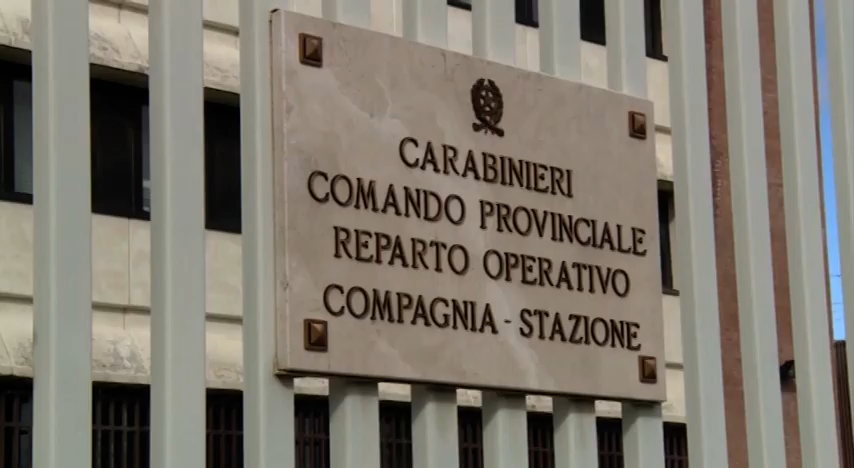 CARABINIERI
COMANDO PROVINCIALE
REPARTO OPERATIVO
COMPAGNIA - STAZIONE